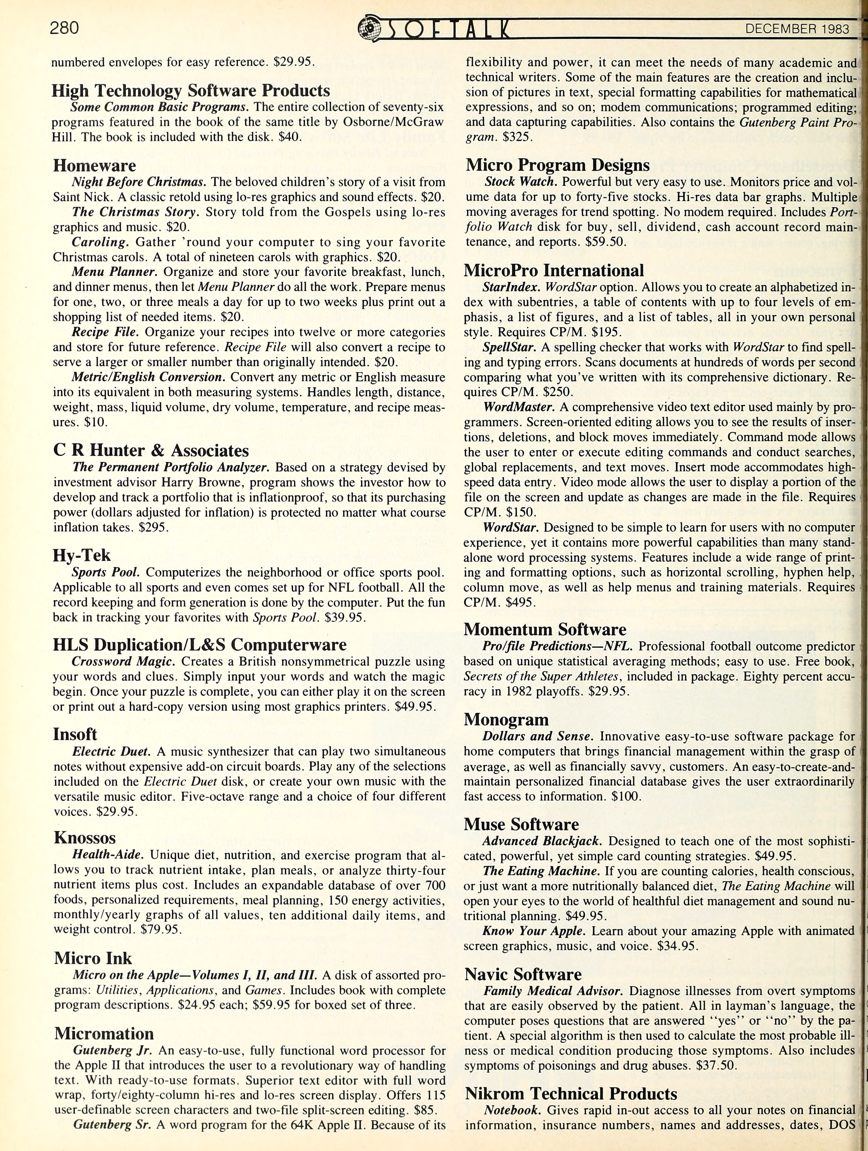 280
SOFTALK
DECEMBER 1983
numbered envelopes for easy reference. $29.95.
High Technology Software Products
Some Common Basic Programs. The entire collection of seventy-six
programs featured in the book of the same title by Osborne/McGraw
Hill. The book is included with the disk. $40.
Homeware
Night Before Christmas. The beloved children's story of a visit from
Saint Nick. A classic retold using lo-res graphics and sound effects. $20.
The Christmas Story. Story told from the Gospels using lo-res
graphics and music. $20.
Caroling. Gather 'round your computer to sing your favorite
Christmas carols. A total of nineteen carols with graphics. $20.
Menu Planner. Organize and store your favorite breakfast, lunch,
and dinner menus, then let Menu Planner do all the work. Prepare menus
for one, two, or three meals a day for up to two weeks plus print out a
shopping list of needed items. $20.
Recipe File. Organize your recipes into twelve or more categories
and store for future reference. Recipe File will also convert a recipe to
serve a larger or smaller number than originally intended. $20.
Metric/English Conversion. Convert any metric or English measure
into its equivalent in both measuring systems. Handles length, distance,
weight, mass, liquid volume, dry volume, temperature, and recipe meas-
ures. $10.
C R Hunter & Associates
The Permanent Portfolio Analyzer. Based on a strategy devised by
investment advisor Harry Browne, program shows the investor how to
develop and track a portfolio that is inflationproof, so that its purchasing
power (dollars adjusted for inflation) is protected no matter what course
inflation takes. $295.
Hy-Tek
Sports Pool. Computerizes the neighborhood or office sports pool.
Applicable to all sports and even comes set up for NFL football. All the
record keeping and form generation is done by the computer. Put the fun
back in tracking your favorites with Sports Pool. $39.95.
HLS Duplication/L&S Computerware
Crossword Magic. Creates a British nonsymmetrical puzzle using
your words and clues. Simply input your words and watch the magic
begin. Once your puzzle is complete, you can either play it on the screen
or print out a hard-copy version using most graphics printers. $49.95.
Insoft
Electric Duet. A music synthesizer that can play two simultaneous
notes without expensive add-on circuit boards. Play any of the selections
included on the Electric Duet disk, or create your own music with the
versatile music editor. Five-octave range and a choice of four different
voices. $29.95.
Knossos
Health-Aide. Unique diet, nutrition, and exercise program that al-
lows you to track nutrient intake, plan meals, or analyze thirty-four
nutrient items plus cost. Includes an expandable database of over 700
foods, personalized requirements, meal planning, 150 energy activities,
monthly/yearly graphs of all values, ten additional daily items, and
weight control. $79.95.
Micro Ink
Micro on the Apple—Volumes I, II, and III. A disk of assorted pro-
grams: Utilities, Applications, and Games. Includes book with complete
program descriptions. $24.95 each; $59.95 for boxed set of three.
Micromation
Gutenberg Jr. An easy-to-use, fully functional word processor for
the Apple II that introduces the user to a revolutionary way of handling
text. With ready-to-use formats. Superior text editor with full word
wrap, forty/eighty-column hi-res and lo-res screen display. Offers 115
user-definable screen characters and two-file split-screen editing. $85.
Gutenberg Sr. A word program for the 64K Apple II. Because of its
flexibility and power, it can meet the needs of many academic and
technical writers. Some of the main features are the creation and inclu-
sion of pictures in text, special formatting capabilities for mathematical
expressions, and so on; modem communications; programmed editing;
and data capturing capabilities. Also contains the Gutenberg Paint Pro-
gram. $325.
Micro Program Designs
Stock Watch. Powerful but very easy to use. Monitors price and vol-
ume data for up to forty-five stocks. Hi-res data bar graphs. Multiple
moving averages for trend spotting. No modem required. Includes Port-
folio Watch disk for buy, sell, dividend, cash account record main-
tenance, and reports. $59.50.
MicroPro International
StarIndex. WordStar option. Allows you to create an alphabetized in-
dex with subentries, a table of contents with up to four levels of em-
phasis, a list of figures, and a list of tables, all in your own personal
style. Requires CP/M. $195.
SpellStar. A spelling checker that works with WordStar to find spell-
ing and typing errors. Scans documents at hundreds of words per second
comparing what you've written with its comprehensive dictionary. Re-
quires CP/M. $250.
WordMaster. A comprehensive video text editor used mainly by pro-
grammers. Screen-oriented editing allows you to see the results of inser-
tions, deletions, and block moves immediately. Command mode allows
the user to enter or execute editing commands and conduct searches,
global replacements, and text moves. Insert mode accommodates high-
speed data entry. Video mode allows the user to display a portion of the
file on the screen and update as changes are made in the file. Requires
CP/M. $150.
WordStar. Designed to be simple to learn for users with no computer
experience, yet it contains more powerful capabilities than many stand-
alone word processing systems. Features include a wide range of print-
ing and formatting options, such as horizontal scrolling, hyphen help,
column move, as well as help menus and training materials. Requires
CP/M. $495.
Momentum Software
Pro/file Predictions—NFL. Professional football outcome predictor
based on unique statistical averaging methods; easy to use. Free book,
Secrets of the Super Athletes, included in package. Eighty percent accu-
racy in 1982 playoffs. $29.95.
Monogram
Dollars and Sense. Innovative easy-to-use software package for
home computers that brings financial management within the grasp of
average, as well as financially savvy, customers. An easy-to-create-and-
maintain personalized financial database gives the user extraordinarily
fast access to information. $100.
Muse Software
Advanced Blackjack. Designed to teach one of the most sophisti-
cated, powerful, yet simple card counting strategies. $49.95.
The Eating Machine. If you are counting calories, health conscious,
or just want a more nutritionally balanced diet, The Eating Machine will
open your eyes to the world of healthful diet management and sound nu-
tritional planning. $49.95.
Know Your Apple. Learn about your amazing Apple with animated
screen graphics, music, and voice. $34.95.
Navic Software
Family Medical Advisor. Diagnose illnesses from overt symptoms
that are easily observed by the patient. All in layman's language, the
computer poses questions that are answered "yes" or "no" by the pa-
tient. A special algorithm is then used to calculate the most probable ill-
ness or medical condition producing those symptoms. Also includes
symptoms of poisonings and drug abuses. $37.50.
Nikrom Technical Products
Notebook. Gives rapid in-out access to all your notes on financial
information, insurance numbers, names and addresses, dates, DOS